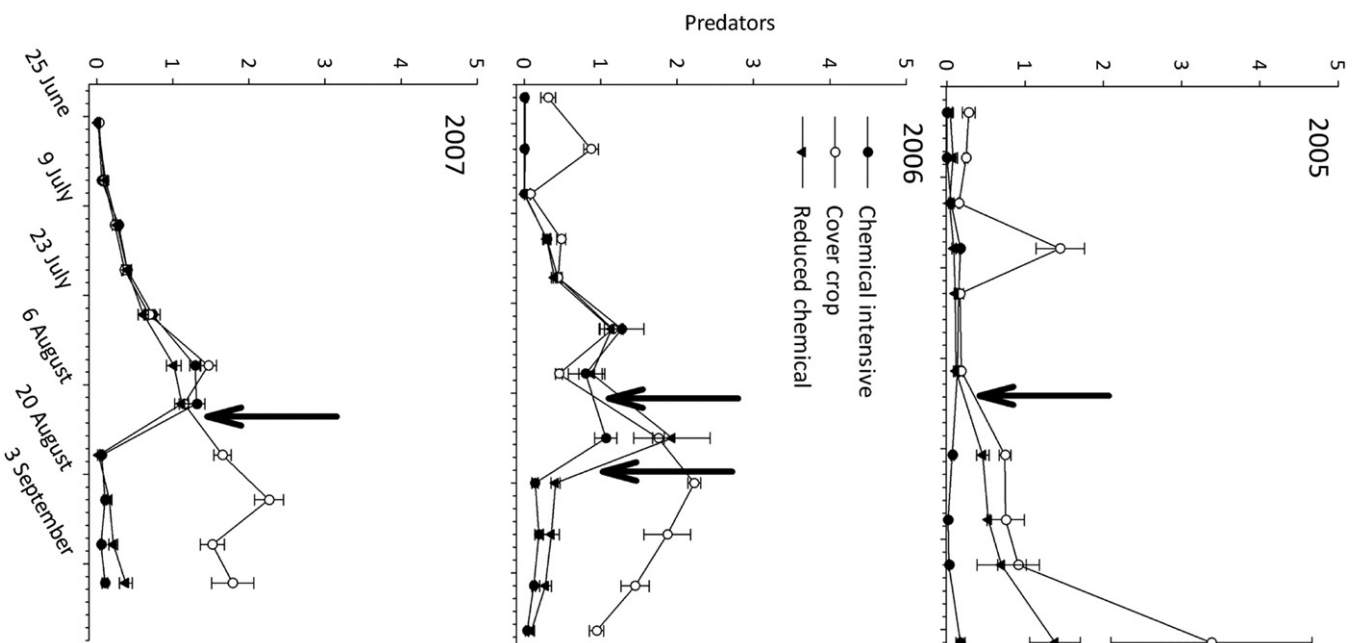 2005
5
4
3
2
1
0
2006
Chemical intensive
Cover crop
Reduced chemical
Predators
5
4
3
2
1
0
2007
5
4
3
2
1
0
25 June
9 July
23 July
6 August
20 August
3 September